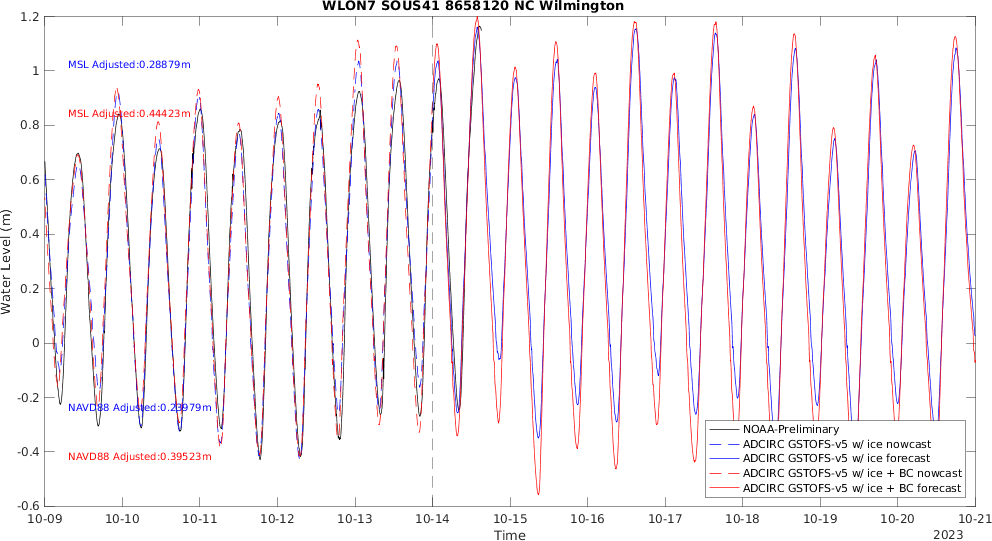 WLON7 SOUS41 8658120 NC Wilmington
1.2
1
0.8
0.6
0.4
0.2
0
-0.2
-0.4
-0.6
Water Level (m)
MSL Adjusted:0.28879m
MSL Adjusted:0.44423m
NAVD88 Adjusted:0.23979m
NAVD88 Adjusted:0.39523m
NOAA-Preliminary
ADCIRC GSTOFS-v5 w/ ice nowcast
ADCIRC GSTOFS-v5 w/ ice forecast
ADCIRC GSTOFS-v5 w/ ice + BC nowcast
ADCIRC GSTOFS-v5 w/ ice + BC forecast
10-09 10-10 10-11 10-12 10-13 10-14 10-15 10-16 10-17 10-18 10-19 10-20 10-21
Time
2023